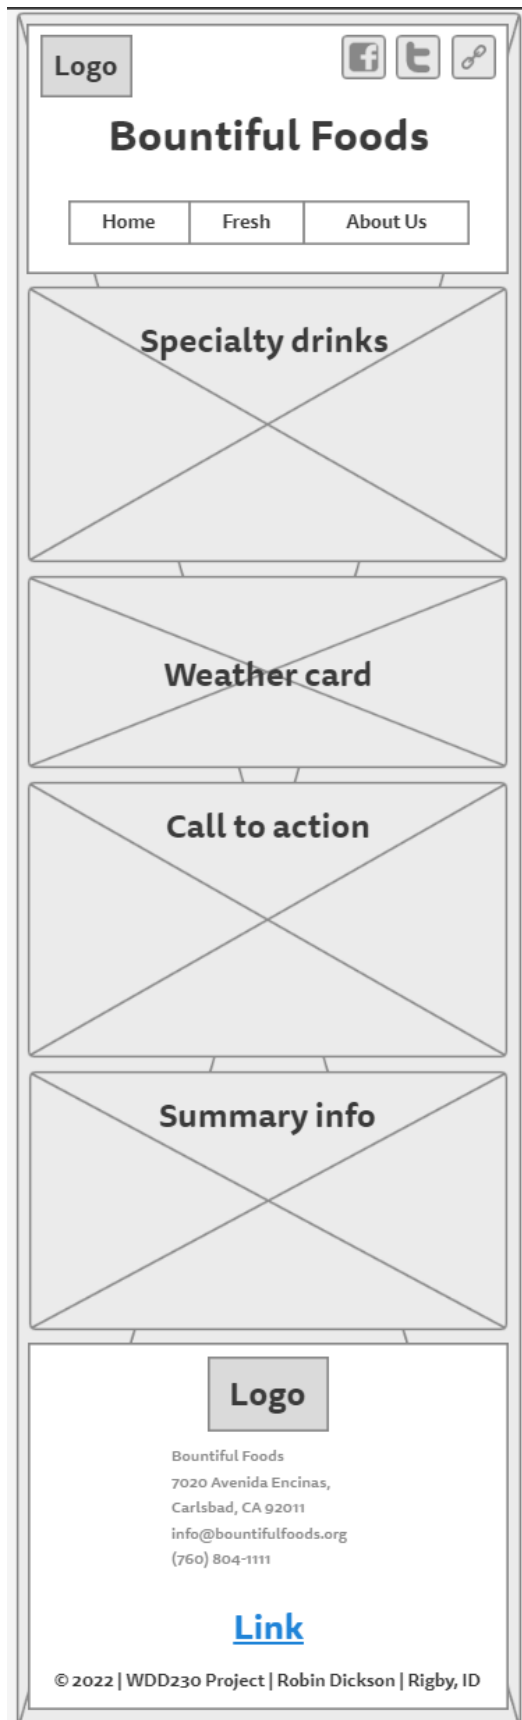 Logo
Bountiful Foods
Home Fresh About Us
Specialty drinks
Weather card
Call to action
Summary info
Logo
Bountiful Foods
7020 Avenida Encinas,
Carlsbad, CA 92011
info@bountifulfoods.org
(760) 804-1111
Link
© 2022 | WDD230 Project | Robin Dickson | Rigby, ID